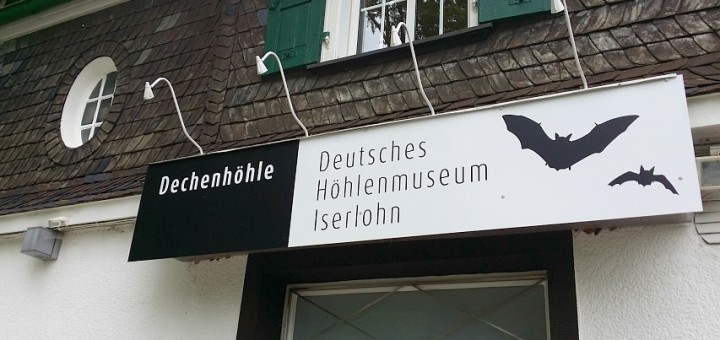 Dechenhöhle
Deutsches
Höhlenmuseum
Iserlohn